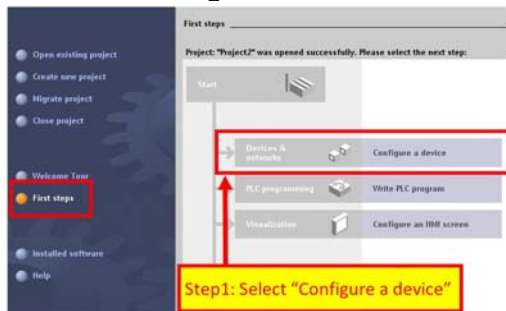 First steps
Project: "Project2" was opened successfully. Please select the next step:
Open existing project
Create new project
Migrate project
Close project
Welcome Tour
First steps
Installed software
Help
Start
Devices &
networks
Configure a device
PLC programming
Write PLC program
Visualization
Configure an HMI screen
Step1: Select “Configure a device”